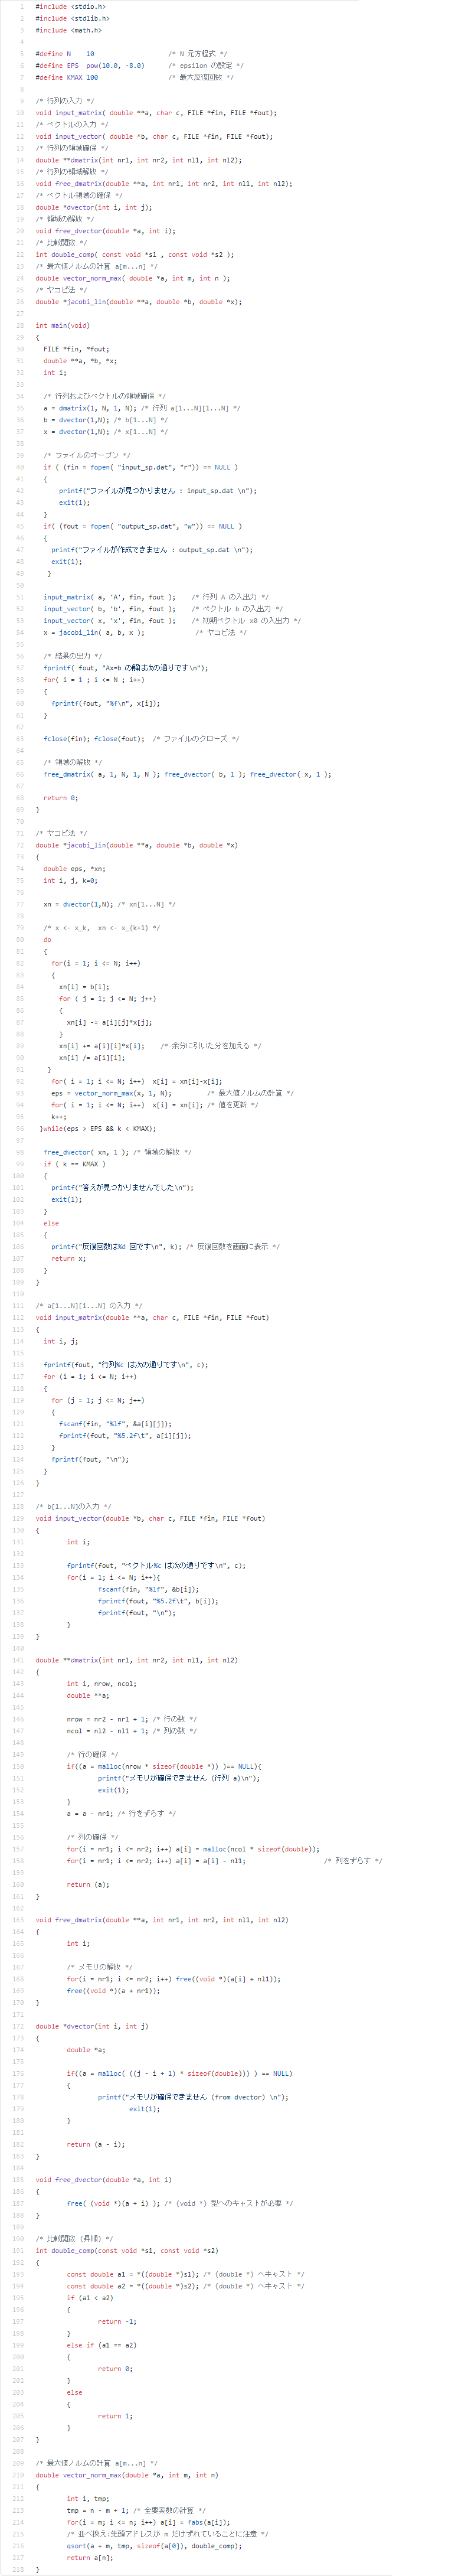 1 #include <stdio.h>
2 #include <stdlib.h>
3 #include <math.h>
4
5 #define N    10                   /* N 元方程式 */
6 #define EPS  pow(10.0, -8.0)      /* epsilon の設定 */
7 #define KMAX 100                  /* 最大反復回数 */
8
9 /* 行列の入力 */
10 void input_matrix( double **a, char c, FILE *fin, FILE *fout);
11 /* ベクトルの入力 */
12 void input_vector( double *b, char c, FILE *fin, FILE *fout);
13 /* 行列の領域確保 */
14 double **dmatrix(int nr1, int nr2, int nl1, int nl2);
15 /* 行列の領域解放 */
16 void free_dmatrix(double **a, int nr1, int nr2, int nl1, int nl2);
17 /* ベクトル領域の確保 */
18 double *dvector(int i, int j);
19 /* 領域の解放 */
20 void free_dvector(double *a, int i);
21 /* 比較関数 */
22 int double_comp( const void *s1 , const void *s2 );
23 /* 最大値ノルムの計算 a[m...n] */
24 double vector_norm_max( double *a, int m, int n );
25 /* ヤコビ法 */
26 double *jacobi_lin(double **a, double *b, double *x);
27
28 int main(void)
29 {
30   FILE *fin, *fout;
31   double **a, *b, *x;
32   int i;
33
34   /* 行列およびベクトルの領域確保 */
35   a = dmatrix(1, N, 1, N); /* 行列 a[1...N][1...N] */
36   b = dvector(1,N); /* b[1...N] */
37   x = dvector(1,N); /* x[1...N] */
38
39   /* ファイルのオープン */
40   if ( (fin = fopen( "input_sp.dat", "r")) == NULL )
41   {
42       printf("ファイルが見つかりません : input_sp.dat \n");
43       exit(1);
44   }
45   if( (fout = fopen( "output_sp.dat", "w")) == NULL )
46   {
47     printf("ファイルが作成できません : output_sp.dat \n");
48     exit(1);
49    }
50
51   input_matrix( a, 'A', fin, fout );    /* 行列 A の入出力 */
52   input_vector( b, 'b', fin, fout );    /* ベクトル b の入出力 */
53   input_vector( x, 'x', fin, fout );    /* 初期ベクトル x0 の入出力 */
54   x = jacobi_lin( a, b, x );             /* ヤコビ法 */
55
56   /* 結果の出力 */
57   fprintf( fout, "Ax=b の解は次の通りです\n");
58   for( i = 1 ; i <= N ; i++)
59   {
60     fprintf(fout, "%f\n", x[i]);
61   }
62
63   fclose(fin); fclose(fout);  /* ファイルのクローズ */
64
65   /* 領域の解放 */
66   free_dmatrix( a, 1, N, 1, N ); free_dvector( b, 1 ); free_dvector( x, 1 );
67
68   return 0;
69 }
70
71 /* ヤコビ法 */
72 double *jacobi_lin(double **a, double *b, double *x)
73 {
74   double eps, *xn;
75   int i, j, k=0;
76
77   xn = dvector(1,N); /* xn[1...N] */
78
79   /* x <- x_k,  xn <- x_{k+1} */
80   do
81   {
82     for(i = 1; i <= N; i++)
83     {
84       xn[i] = b[i];
85       for ( j = 1; j <= N; j++)
86       {
87         xn[i] -= a[i][j]*x[j];
88       }
89       xn[i] += a[i][i]*x[i];    /* 余分に引いた分を加える */
90       xn[i] /= a[i][i];
91    }
92     for( i = 1; i <= N; i++)  x[i] = xn[i]-x[i];
93     eps = vector_norm_max(x, 1, N);         /* 最大値ノルムの計算 */
94     for( i = 1; i <= N; i++)  x[i] = xn[i]; /* 値を更新 */
95     k++;
96  }while(eps > EPS && k < KMAX);
97
98   free_dvector( xn, 1 ); /* 領域の解放 */
99   if ( k == KMAX )
100   {
101     printf("答えが見つかりませんでした\n");
102     exit(1);
103   }
104   else
105   {
106     printf("反復回数は%d 回です\n", k); /* 反復回数を画面に表示 */
107     return x;
108   }
109 }
110
111 /* a[1...N][1...N] の入力 */
112 void input_matrix(double **a, char c, FILE *fin, FILE *fout)
113 {
114   int i, j;
115
116   fprintf(fout, "行列%c は次の通りです\n", c);
117   for (i = 1; i <= N; i++)
118   {
119     for (j = 1; j <= N; j++)
120     {
121       fscanf(fin, "%lf", &a[i][j]);
122       fprintf(fout, "%5.2f\t", a[i][j]);
123     }
124     fprintf(fout, "\n");
125   }
126 }
127
128 /* b[1...N]の入力 */
129 void input_vector(double *b, char c, FILE *fin, FILE *fout)
130 {
131         int i;
132
133         fprintf(fout, "ベクトル%c は次の通りです\n", c);
134         for(i = 1; i <= N; i++){
135                 fscanf(fin, "%lf", &b[i]);
136                 fprintf(fout, "%5.2f\t", b[i]);
137                 fprintf(fout, "\n");
138         }
139 }
140
141 double **dmatrix(int nr1, int nr2, int nl1, int nl2)
142 {
143         int i, nrow, ncol;
144         double **a;
145
146         nrow = nr2 - nr1 + 1; /* 行の数 */
147         ncol = nl2 - nl1 + 1; /* 列の数 */
148
149         /* 行の確保 */
150         if((a = malloc(nrow * sizeof(double *)) )== NULL){
151                 printf("メモリが確保できません (行列 a)\n");
152                 exit(1);
153         }
154         a = a - nr1; /* 行をずらす */
155
156         /* 列の確保 */
157         for(i = nr1; i <= nr2; i++) a[i] = malloc(ncol * sizeof(double));
158         for(i = nr1; i <= nr2; i++) a[i] = a[i] - nl1;                    /* 列をずらす */
159
160         return (a);
161 }
162
163 void free_dmatrix(double **a, int nr1, int nr2, int nl1, int nl2)
164 {
165         int i;
166
167         /* メモリの解放 */
168         for(i = nr1; i <= nr2; i++) free((void *)(a[i] + nl1));
169         free((void *)(a + nr1));
170 }
171
172 double *dvector(int i, int j)
173 {
174         double *a;
175
176         if((a = malloc( ((j - i + 1) * sizeof(double))) ) == NULL)
177         {
178                 printf("メモリが確保できません (from dvector) \n");
179                         exit(1);
180         }
181
182         return (a - i);
183 }
184
185 void free_dvector(double *a, int i)
186 {
187         free( (void *)(a + i) ); /* (void *) 型へのキャストが必要 */
188 }
189
190 /* 比較関数 (昇順) */
191 int double_comp(const void *s1, const void *s2)
192 {
193         const double a1 = *((double *)s1); /* (double *) へキャスト */
194         const double a2 = *((double *)s2); /* (double *) へキャスト */
195         if (a1 < a2)
196         {
197                 return -1;
198         }
199         else if (a1 == a2)
200         {
201                 return 0;
202         }
203         else
204         {
205                 return 1;
206         }
207 }
208
209 /* 最大値ノルムの計算 a[m...n] */
210 double vector_norm_max(double *a, int m, int n)
211 {
212         int i, tmp;
213         tmp = n - m + 1; /* 全要素数の計算 */
214         for(i = m; i <= n; i++) a[i] = fabs(a[i]);
215         /* 並べ換え:先頭アドレスが m だけずれていることに注意 */
216         qsort(a + m, tmp, sizeof(a[0]), double_comp);
217         return a[n];
218 }